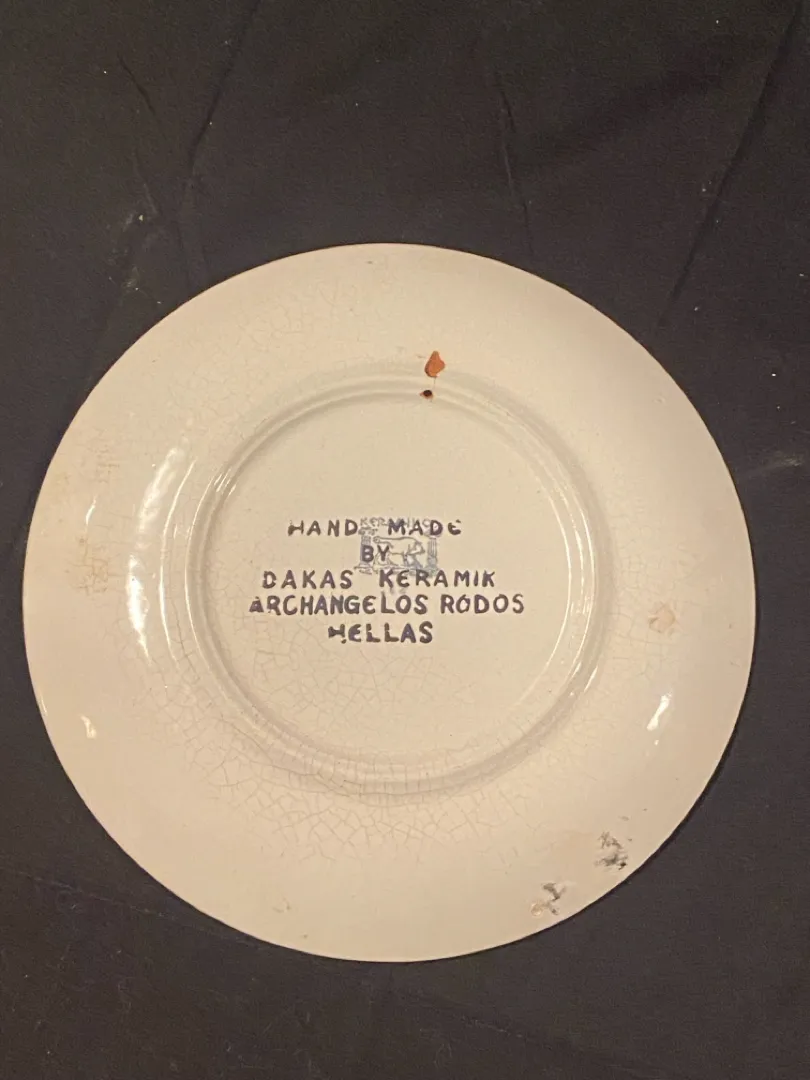 HAND MADE
BY
DAKAS KERAMIK
ARCHANGELOS RODOS
HELLAS